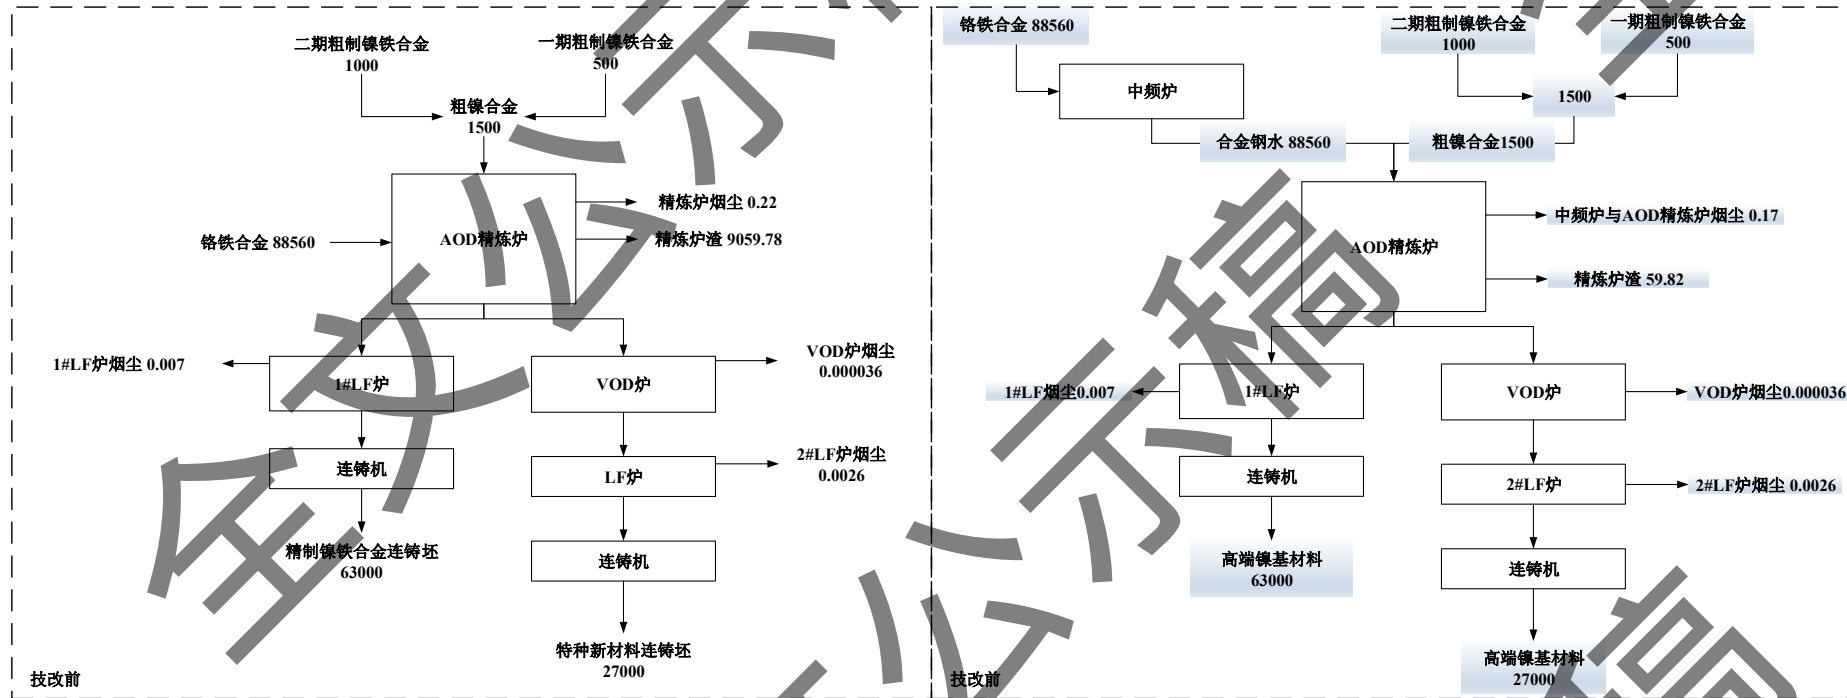 二期粗制镍铁合金
1000
一期粗制镍铁合金
500
粗镍合金
1500
铬铁合金 88560
AOD精炼炉
精炼炉烟尘 0.22
精炼炉渣 9059.78
1#LF炉烟尘 0.007
1#LF炉
VOD炉
VOD炉烟尘
0.000036
连铸机
LF炉
2#LF炉烟尘
0.0026
精制镍铁合金连铸坯
63000
连铸机
特种新材料连铸坯
27000
技改前
铬铁合金 88560
二期粗制镍铁合金
1000
一期粗制镍铁合金
500
中频炉
1500
合金钢水 88560
粗镍合金1500
AOD精炼炉
中频炉与AOD精炼炉烟尘 0.17
精炼炉渣 59.82
1#LF烟尘0.007
1#LF炉
VOD炉
VOD炉烟尘0.000036
连铸机
2#LF炉
2#LF炉烟尘 0.0026
高端镍基材料
63000
连铸机
高端镍基材料
27000
技改前
全文公示稿
公示稿